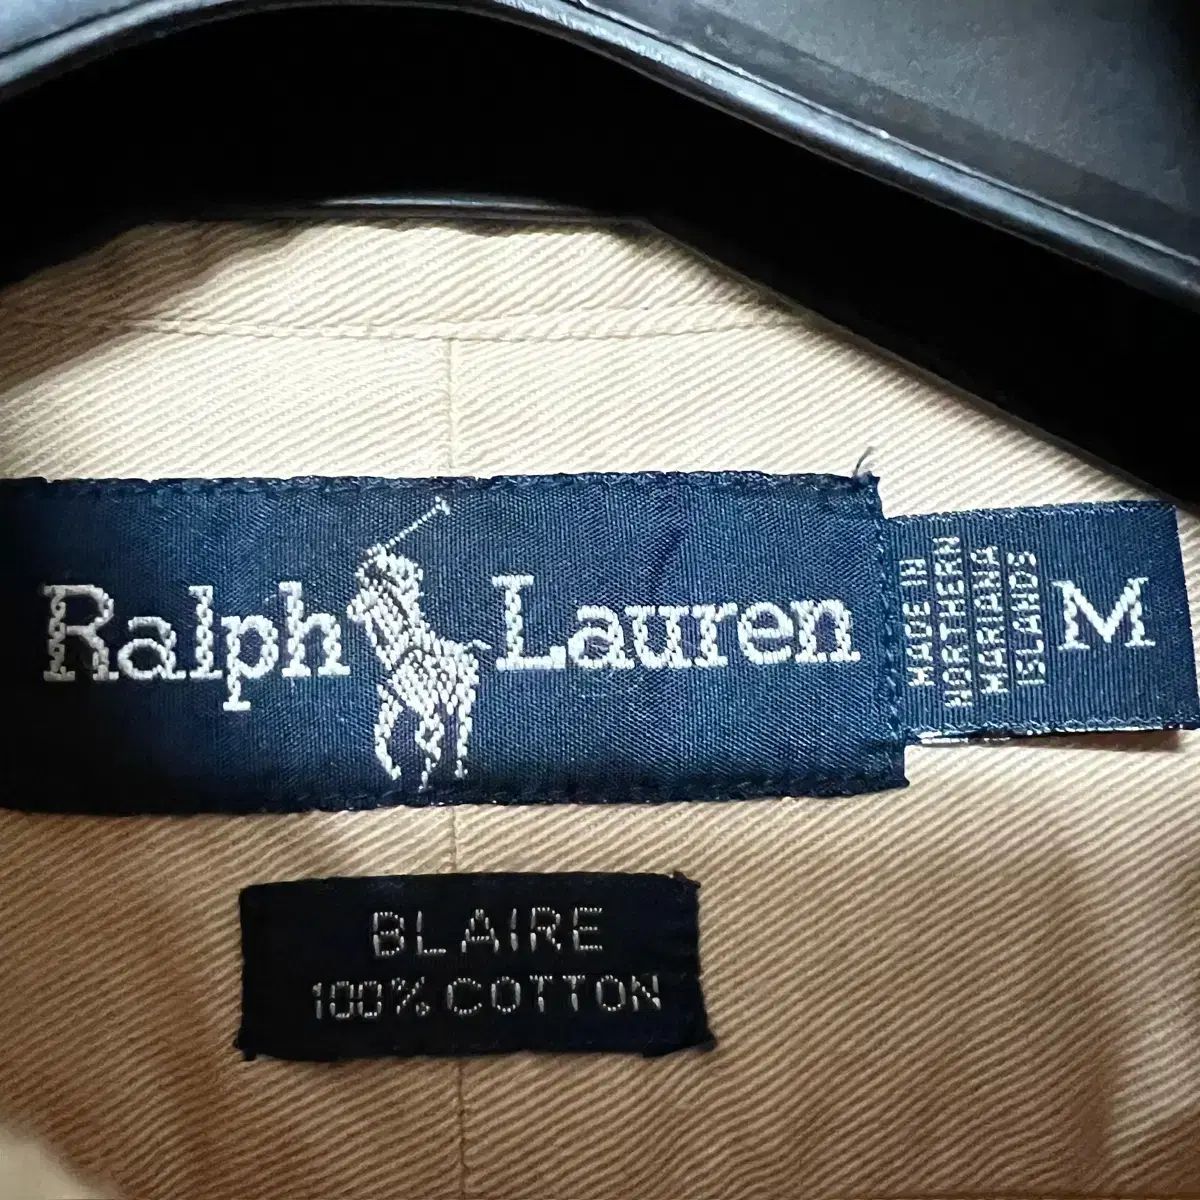 Ralph Lauren
MADE IN
NORTHERN
MARIANA
ISLANDS
M
BLAIRE
100% COTTON